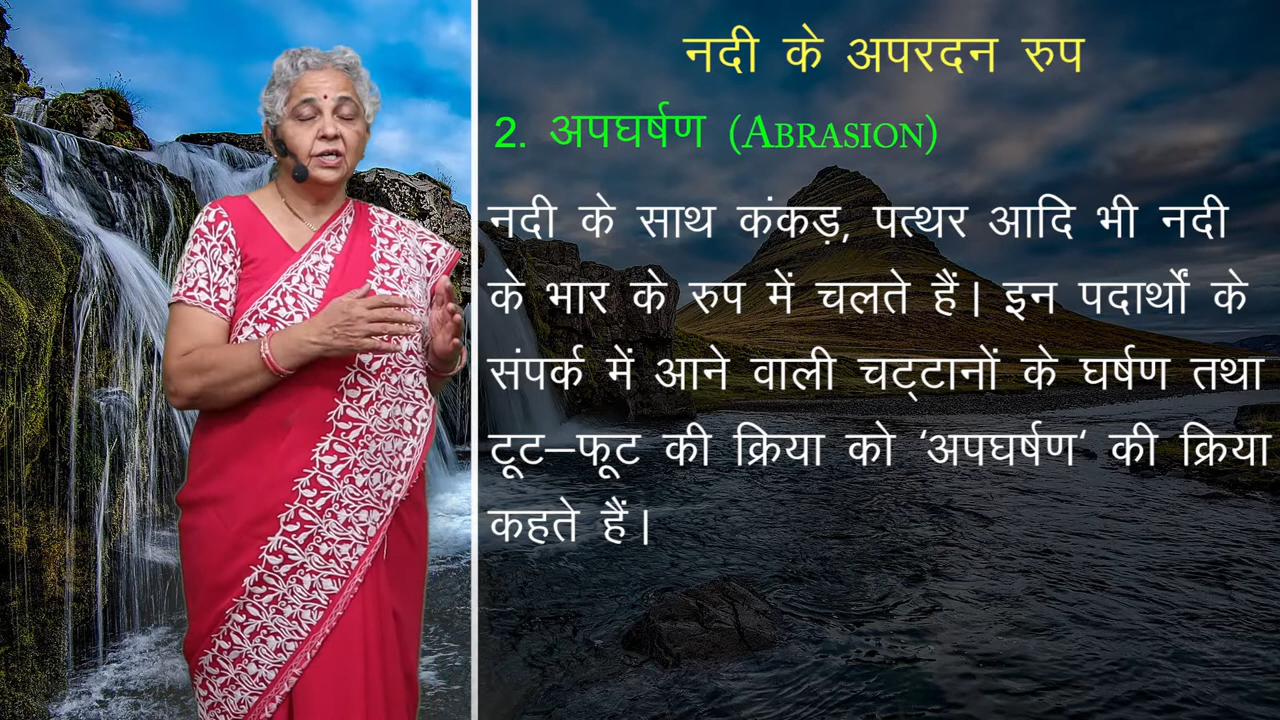 नदी के अपरदन रुप
2. अपघर्षण (ABRASION)
नदी के साथ कंकड़, पत्थर आदि भी नदी
के भार के रुप में चलते हैं। इन पदार्थों के
संपर्क में आने वाली चट्‌टानों के घर्षण तथा
टूट–फूट की क्रिया को ‘अपघर्षण‘ की क्रिया
कहते हैं।